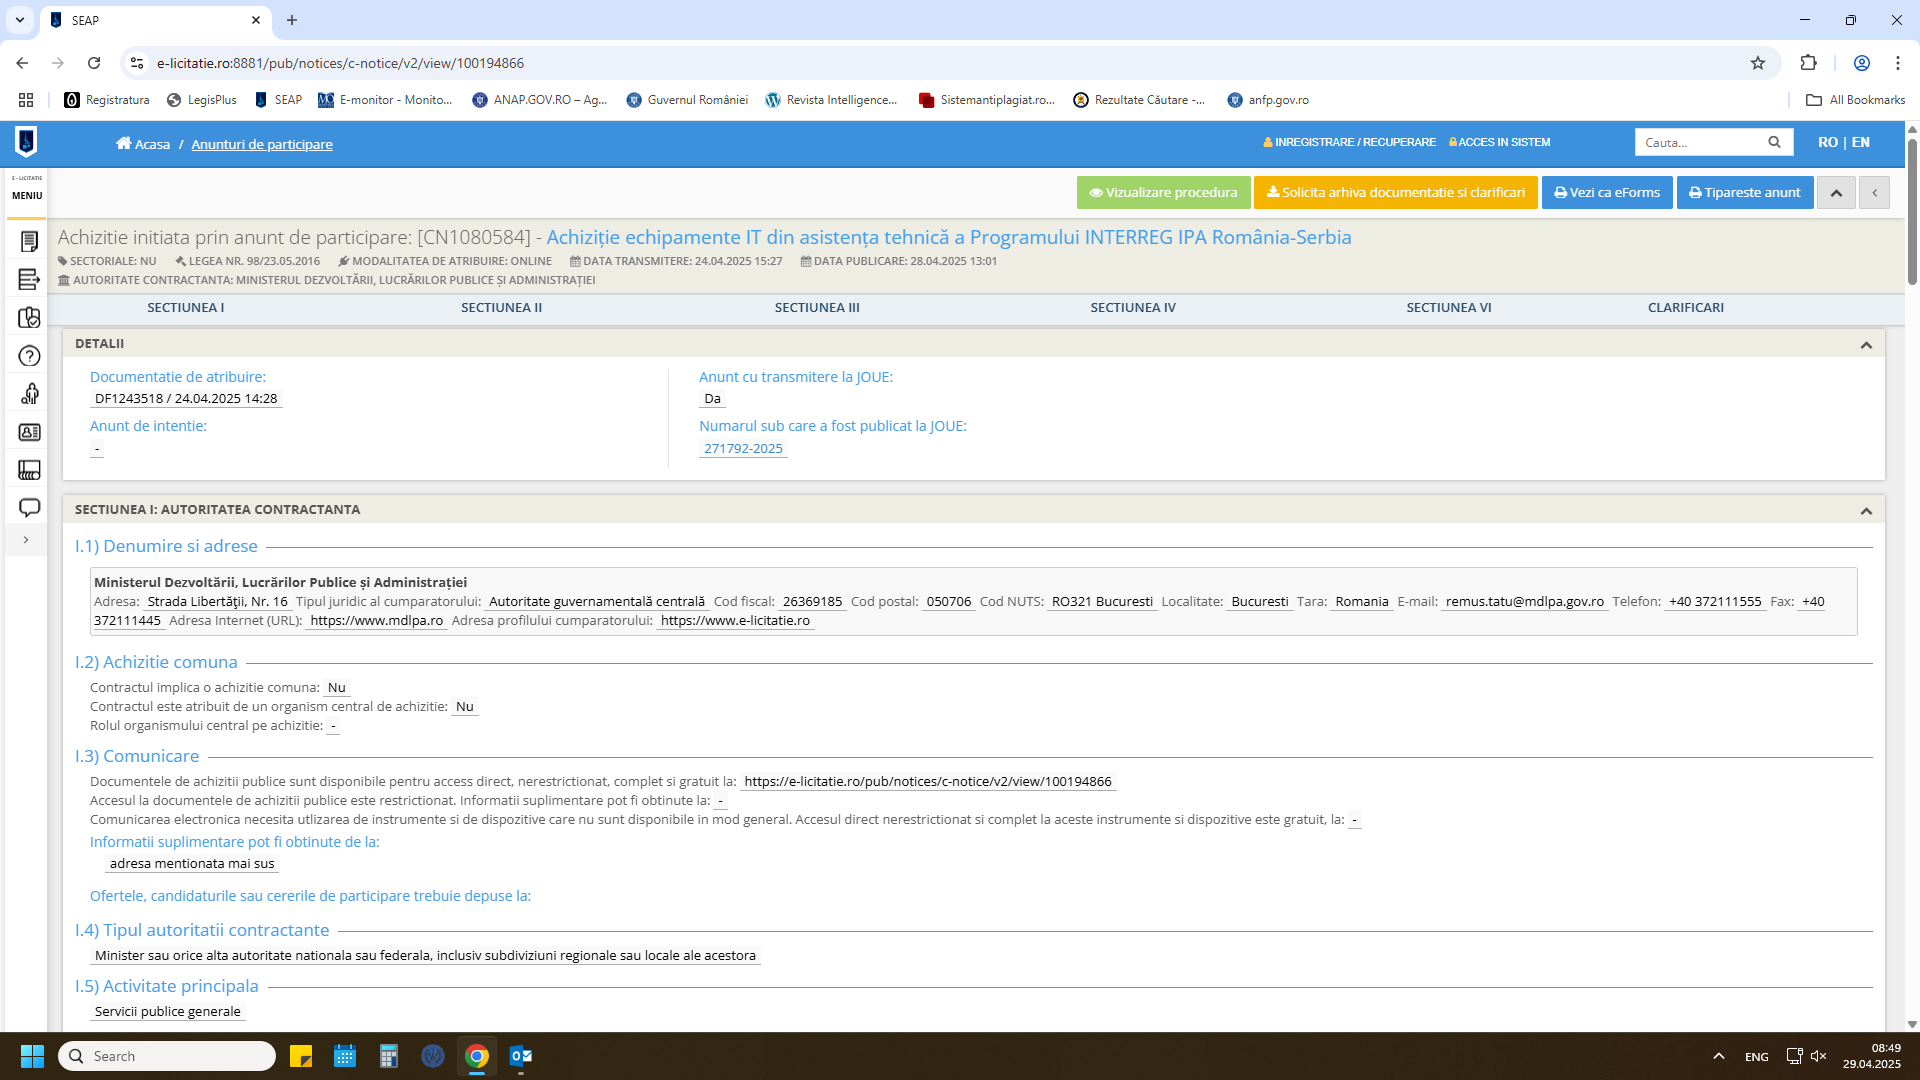 SEAP
e-licitatie.ro:8881/pub/notices/c-notice/v2/view/100194866
Registratura LegisPlus SEAP E-monitor - Monito... ANAP.GOV.RO – Ag... Guvernul României Revista Intelligence... Sistemantiplagiat.ro... Rezultate Căutare -... anfp.gov.ro All Bookmarks
Acasa / Anunturi de participare INREGISTRARE / RECUPERARE ACCES IN SISTEM Cauta... RO | EN
E - LICITATIE
MENIU
Vizualizare procedura Solicita arhiva documentatie si clarificari Vezi ca eForms Tipareste anunt
Achizitie initiata prin anunt de participare: [CN1080584] - Achiziție echipamente IT din asistența tehnică a Programului INTERREG IPA România-Serbia
SECTORIALE: NU LEGEA NR. 98/23.05.2016 MODALITATEA DE ATRIBUIRE: ONLINE DATA TRANSMITERE: 24.04.2025 15:27 DATA PUBLICARE: 28.04.2025 13:01
AUTORITATE CONTRACTANTA: MINISTERUL DEZVOLTĂRII, LUCRĂRILOR PUBLICE ȘI ADMINISTRAȚIEI
SECTIUNEA I SECTIUNEA II SECTIUNEA III SECTIUNEA IV SECTIUNEA VI CLARIFICARI
DETALII
Documentatie de atribuire:
DF1243518 / 24.04.2025 14:28
Anunt de intentie:
-
Anunt cu transmitere la JOUE:
Da
Numarul sub care a fost publicat la JOUE:
271792-2025
SECTIUNEA I: AUTORITATEA CONTRACTANTA
I.1) Denumire si adrese
Ministerul Dezvoltării, Lucrărilor Publice și Administrației
Adresa: Strada Libertăţii, Nr. 16 Tipul juridic al cumparatorului: Autoritate guvernamentală centrală Cod fiscal: 26369185 Cod postal: 050706 Cod NUTS: RO321 Bucuresti Localitate: Bucuresti Tara: Romania E-mail: remus.tatu@mdlpa.gov.ro Telefon: +40 372111555 Fax: +40
372111445 Adresa Internet (URL): https://www.mdlpa.ro Adresa profilului cumparatorului: https://www.e-licitatie.ro
I.2) Achizitie comuna
Contractul implica o achizitie comuna: Nu
Contractul este atribuit de un organism central de achizitie: Nu
Rolul organismului central pe achizitie: -
I.3) Comunicare
Documentele de achizitii publice sunt disponibile pentru access direct, nerestrictionat, complet si gratuit la: https://e-licitatie.ro/pub/notices/c-notice/v2/view/100194866
Accesul la documentele de achizitii publice este restrictionat. Informatii suplimentare pot fi obtinute la: -
Comunicarea electronica necesita utlizarea de instrumente si de dispozitive care nu sunt disponibile in mod general. Accesul direct nerestrictionat si complet la aceste instrumente si dispozitive este gratuit, la: -
Informatii suplimentare pot fi obtinute de la:
adresa mentionata mai sus
Ofertele, candidaturile sau cererile de participare trebuie depuse la:
I.4) Tipul autoritatii contractante
Minister sau orice alta autoritate nationala sau federala, inclusiv subdiviziuni regionale sau locale ale acestora
I.5) Activitate principala
Servicii publice generale
Search ENG 08:49
29.04.2025